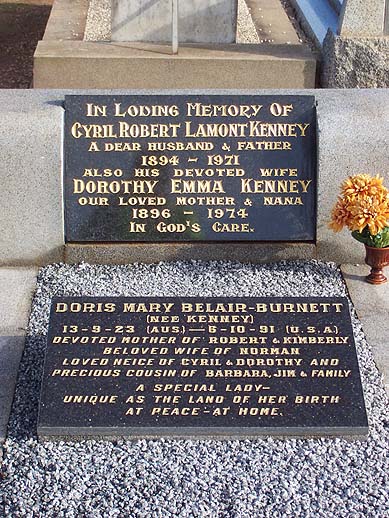 In Loving Memory Of
Cyril Robert Lamont Kenney
A dear husband & father
1894 - 1971
Also his devoted wife
Dorothy Emma Kenney
Our loved mother & nana
1896 - 1974
In God's Care.
DORIS MARY BELAIR-BURNETT
(NEE KENNEY)
13-9-23 (AUS.) — 6-10-91 (U.S.A.)
DEVOTED MOTHER OF ROBERT & KIMBERLY
BELOVED WIFE OF NORMAN
LOVED NEICE OF CYRIL & DOROTHY AND
PRECIOUS COUSIN OF BARBARA, JIM & FAMILY
A SPECIAL LADY—
UNIQUE AS THE LAND OF HER BIRTH
AT PEACE - AT HOME.